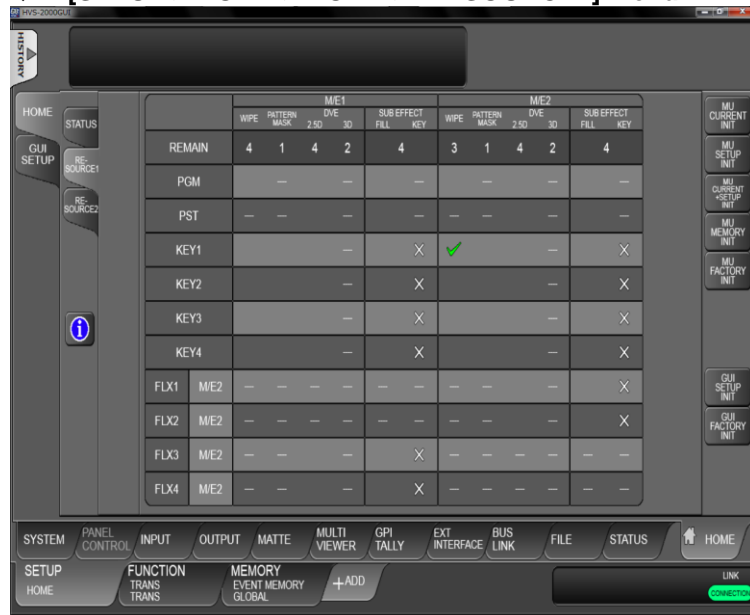 HVS-2000GUI
HISTORY
HOME
GUI SETUP
STATUS
RE-SOURCE1
RE-SOURCE2
M/E1 M/E2
WIPE PATTERN MASK DVE 2.5D 3D SUB EFFECT FILL KEY WIPE PATTERN MASK DVE 2.5D 3D SUB EFFECT FILL KEY
REMAIN 4 1 4 2 4 3 1 4 2 4
PGM — — — —
PST — — — — — — — —
KEY1 — X ✓ — X
KEY2 — X — X
KEY3 — X — X
KEY4 — X — X
FLX1 M/E2 — — — — — — — X
FLX2 M/E2 — — — — — — — X
FLX3 M/E2 — — — X — — — — — —
FLX4 M/E2 — — — X — — — — — —
MU CURRENT INIT
MU SETUP INIT
MU CURRENT +SETUP INIT
MU MEMORY INIT
MU FACTORY INIT
GUI SETUP INIT
GUI FACTORY INIT
SYSTEM PANEL CONTROL INPUT OUTPUT MATTE MULTI VIEWER GPI TALLY EXT INTERFACE BUS LINK FILE STATUS HOME
SETUP FUNCTION MEMORY
HOME TRANS EVENT MEMORY +ADD LINK
TRANS GLOBAL CONNECTION